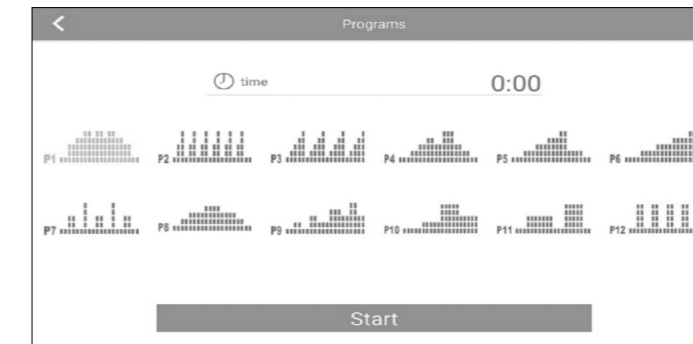 Programs
time 0:00
P1 P2 P3 P4 P5 P6
P7 P8 P9 P10 P11 P12
Start